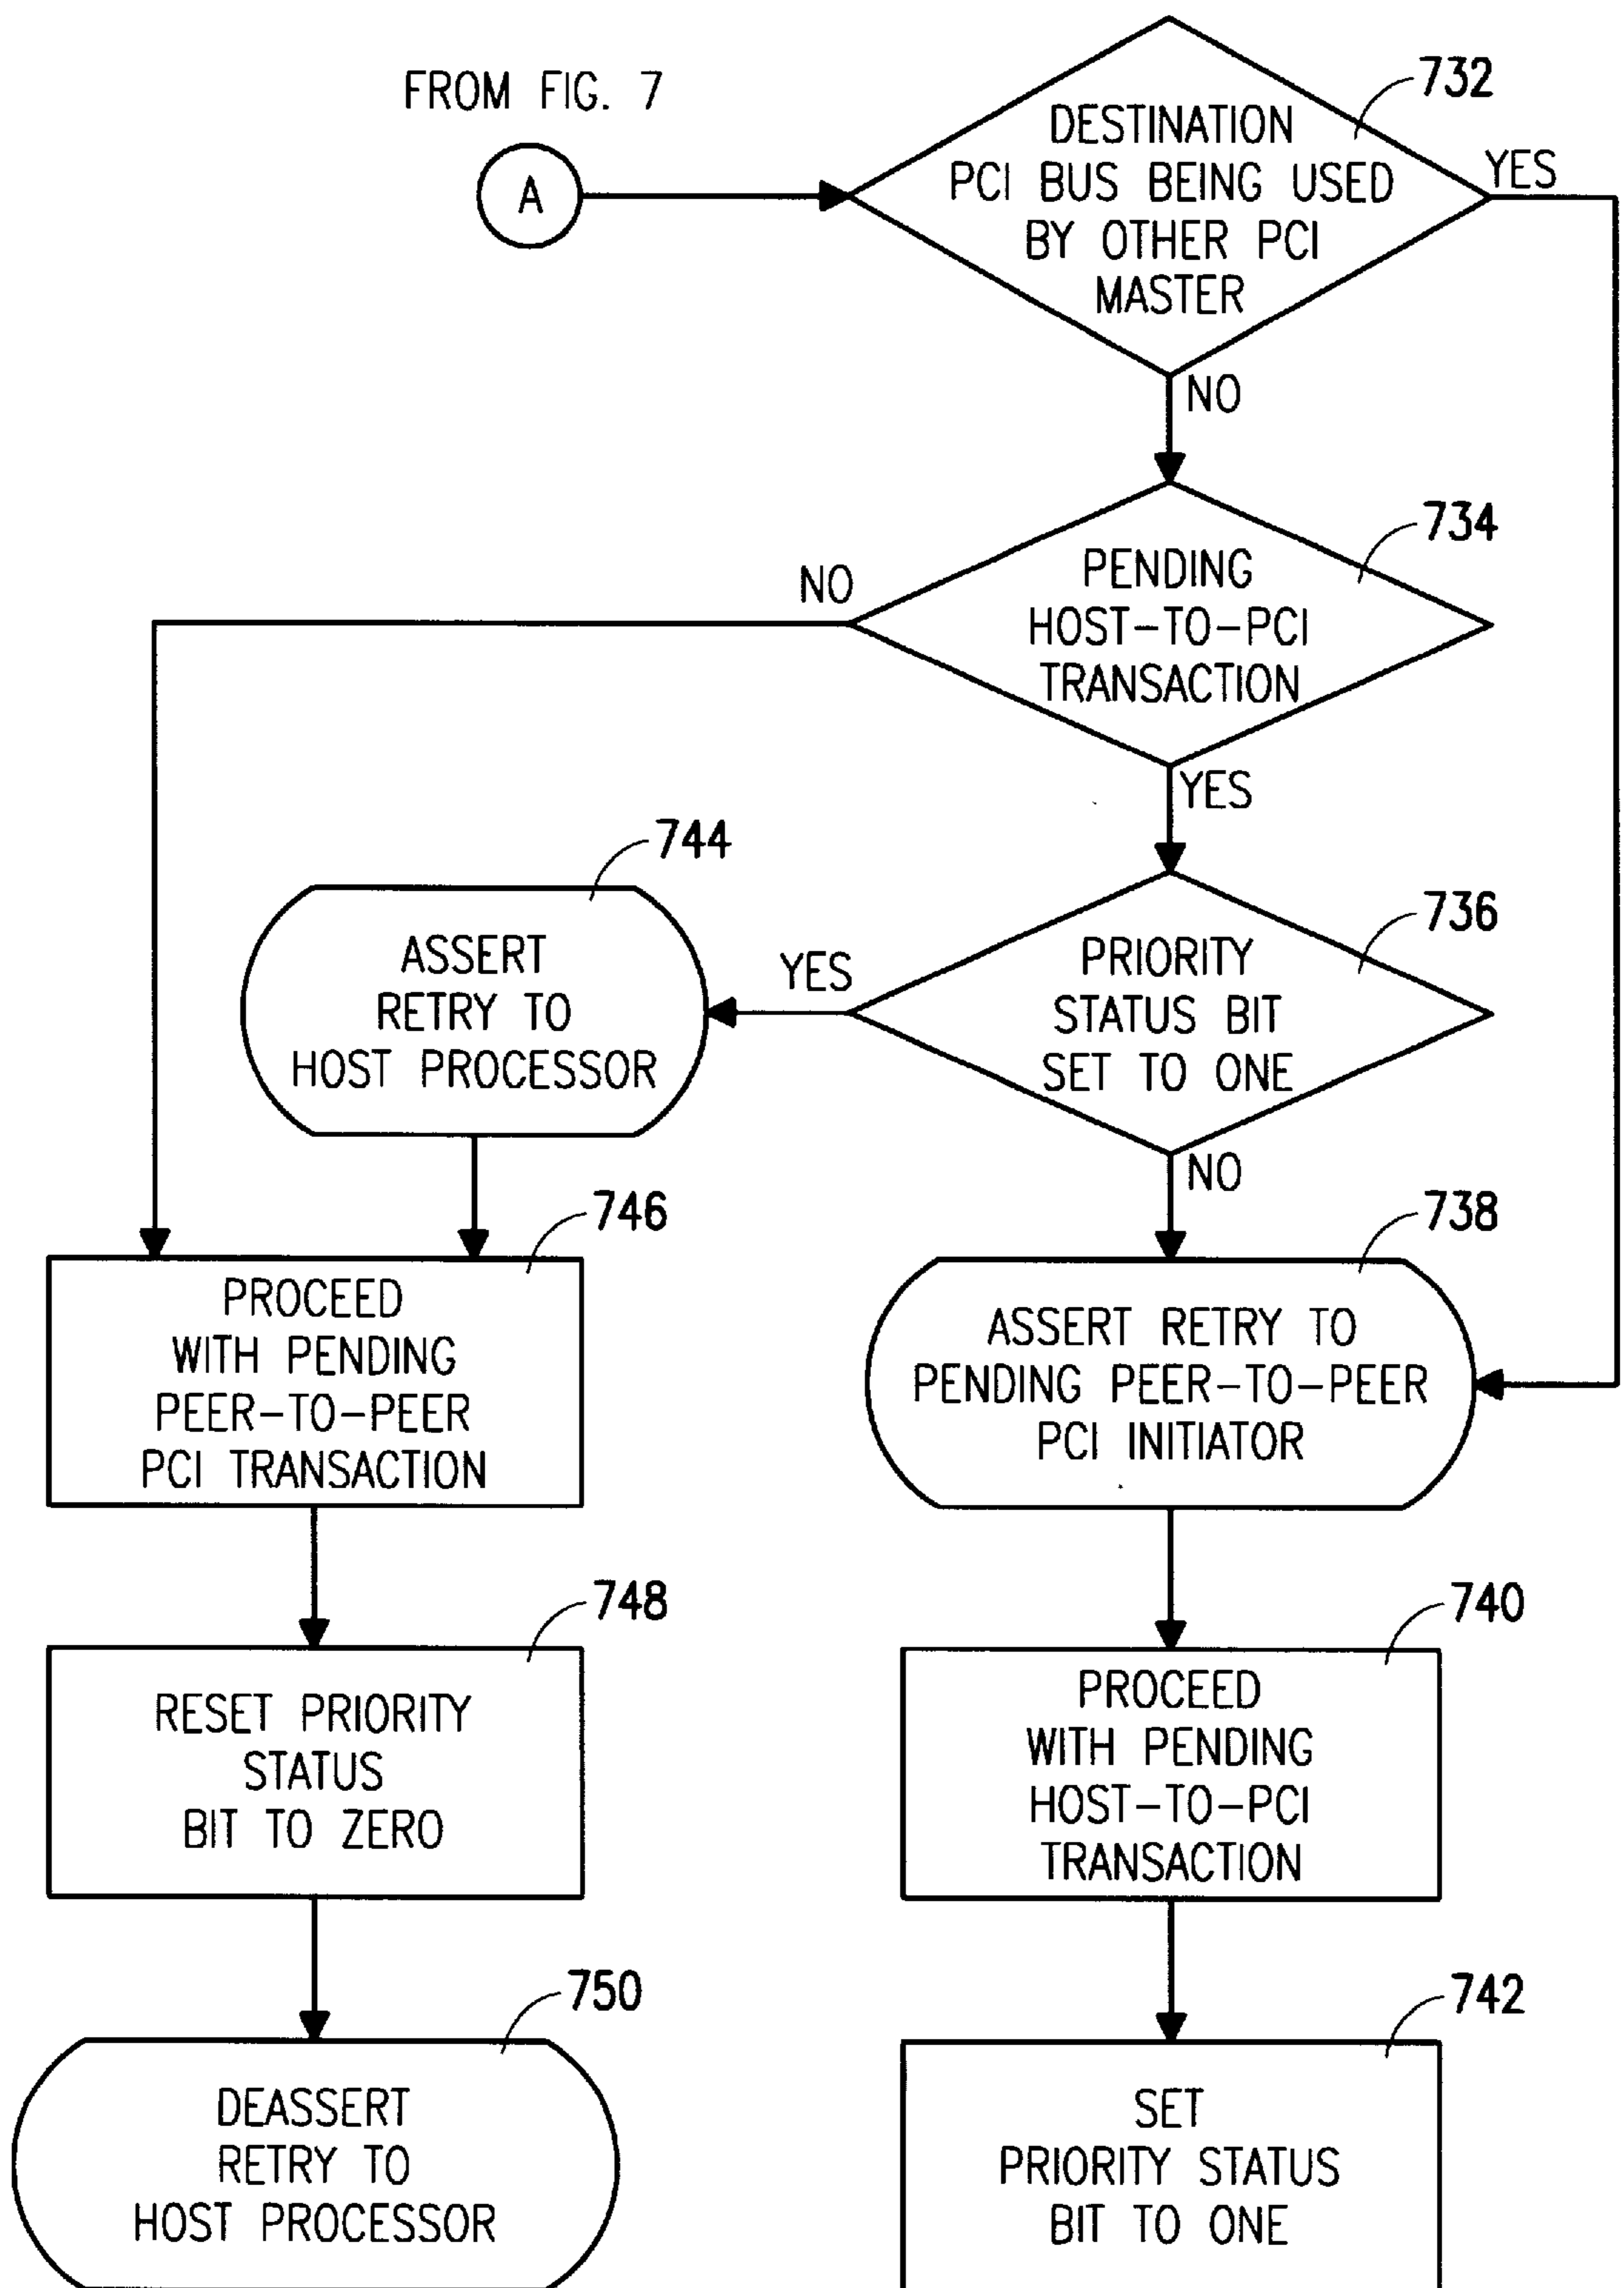 FROM FIG. 7
A
732
DESTINATION
PCI BUS BEING USED
BY OTHER PCI
MASTER
YES
NO
734
PENDING
HOST-TO-PCI
TRANSACTION
NO
YES
736
PRIORITY
STATUS BIT
SET TO ONE
YES
NO
744
ASSERT
RETRY TO
HOST PROCESSOR
746
PROCEED
WITH PENDING
PEER-TO-PEER
PCI TRANSACTION
738
ASSERT RETRY TO
PENDING PEER-TO-PEER
PCI INITIATOR
748
RESET PRIORITY
STATUS
BIT TO ZERO
740
PROCEED
WITH PENDING
HOST-TO-PCI
TRANSACTION
750
DEASSERT
RETRY TO
HOST PROCESSOR
742
SET
PRIORITY STATUS
BIT TO ONE